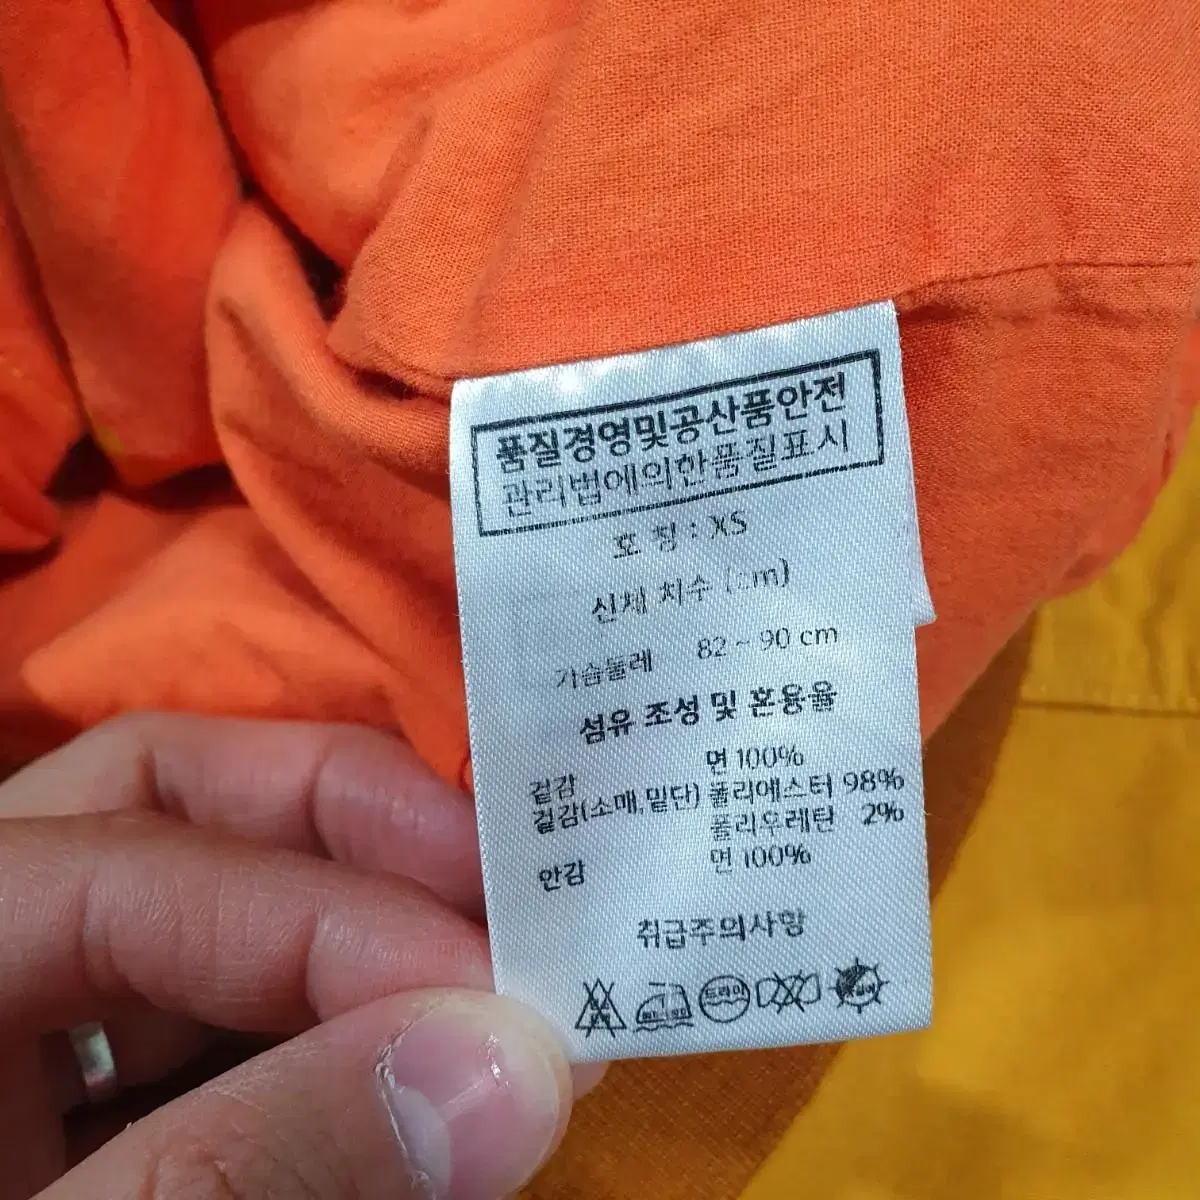 품질경영및공산품안전
관리법에의한품질표시
호 칭 : XS
신체 치수 (cm)
가슴둘레 82 ~ 90 cm
섬유 조성 및 혼용율
겉감 면 100%
겉감(소매,밑단) 폴리에스터 98%
폴리우레탄 2%
안감 면 100%
취급주의사항
드라이